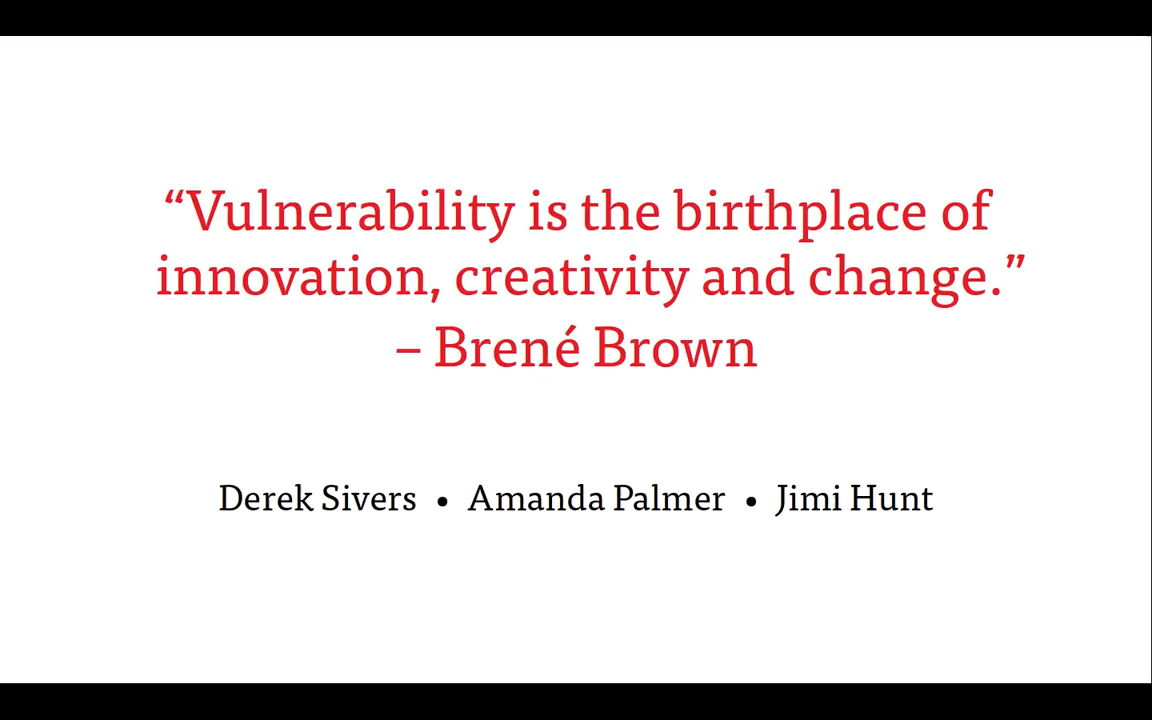 “Vulnerability is the birthplace of
innovation, creativity and change.”
– Brené Brown
Derek Sivers • Amanda Palmer • Jimi Hunt